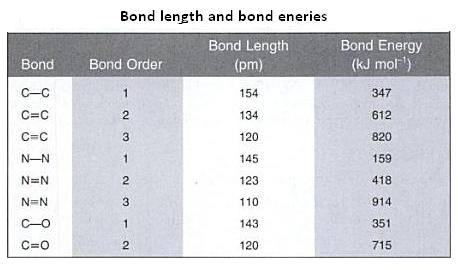 Bond length and bond eneries
Bond Bond Order Bond Length (pm) Bond Energy (kJ mol⁻¹)
C—C 1 154 347
C=C 2 134 612
C≡C 3 120 820
N—N 1 145 159
N=N 2 123 418
N≡N 3 110 914
C—O 1 143 351
C=O 2 120 715